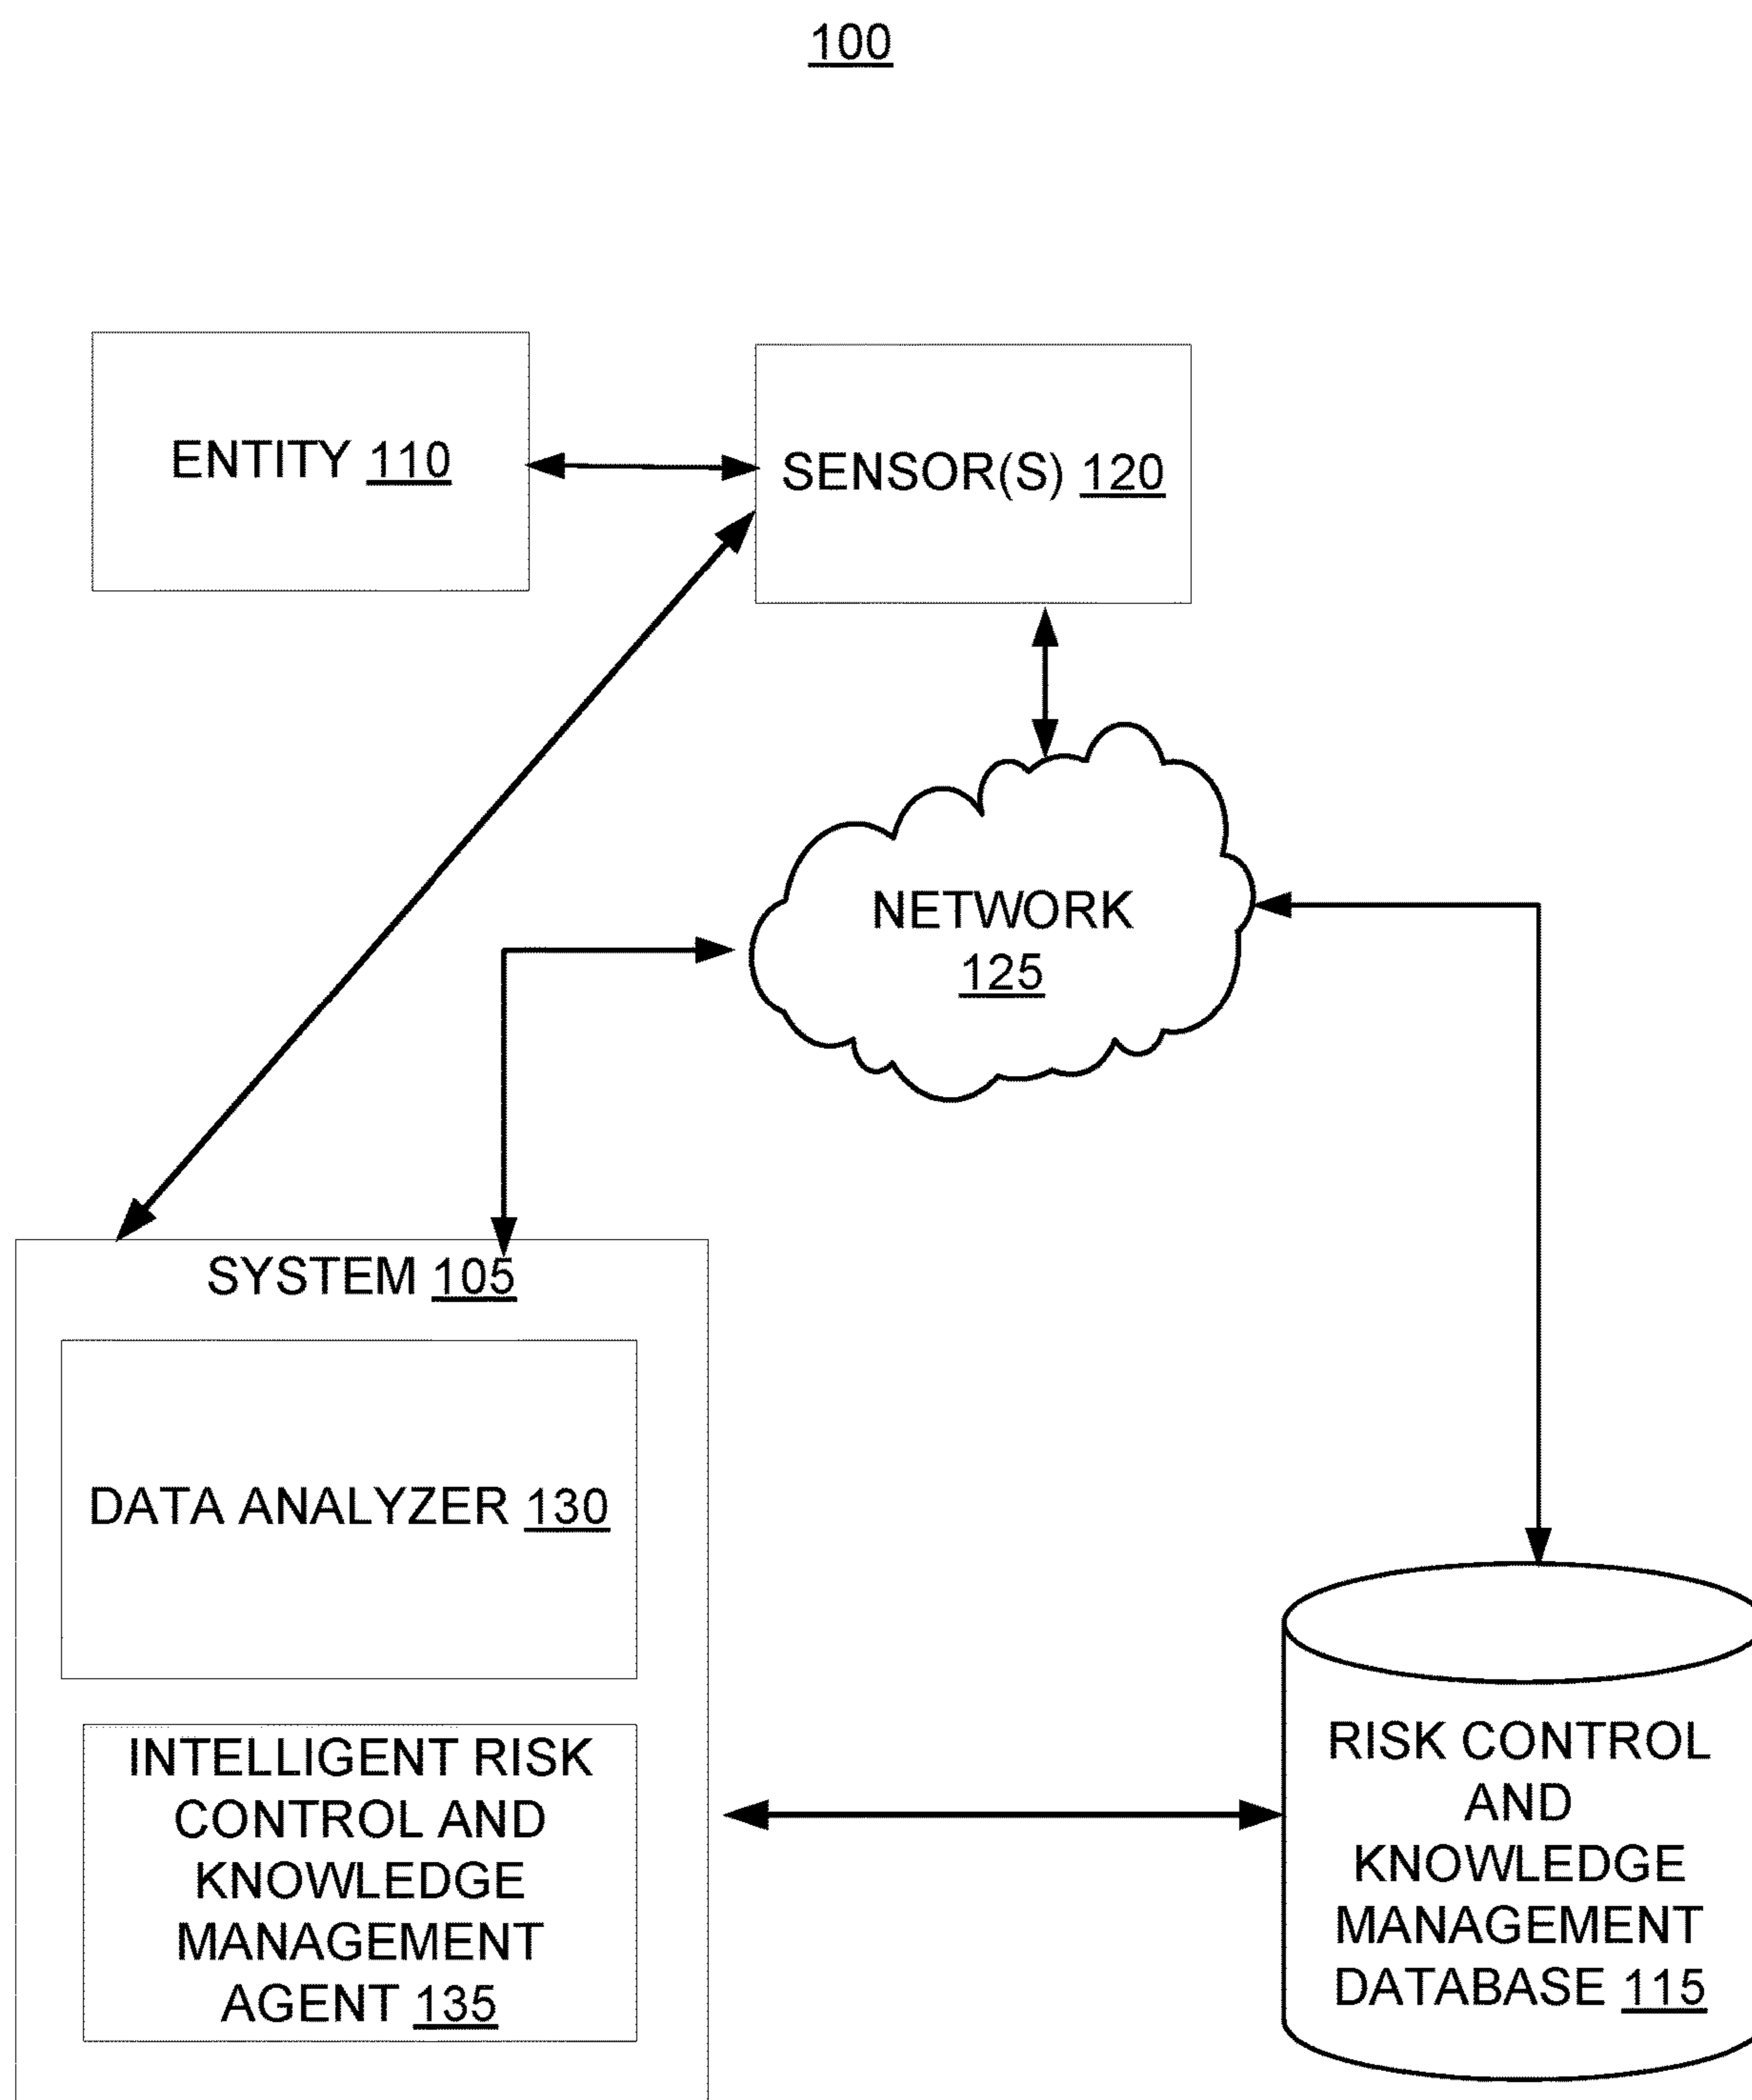 100
ENTITY 110
SENSOR(S) 120
NETWORK
125
SYSTEM 105
DATA ANALYZER 130
INTELLIGENT RISK
CONTROL AND
KNOWLEDGE
MANAGEMENT
AGENT 135
RISK CONTROL
AND
KNOWLEDGE
MANAGEMENT
DATABASE 115